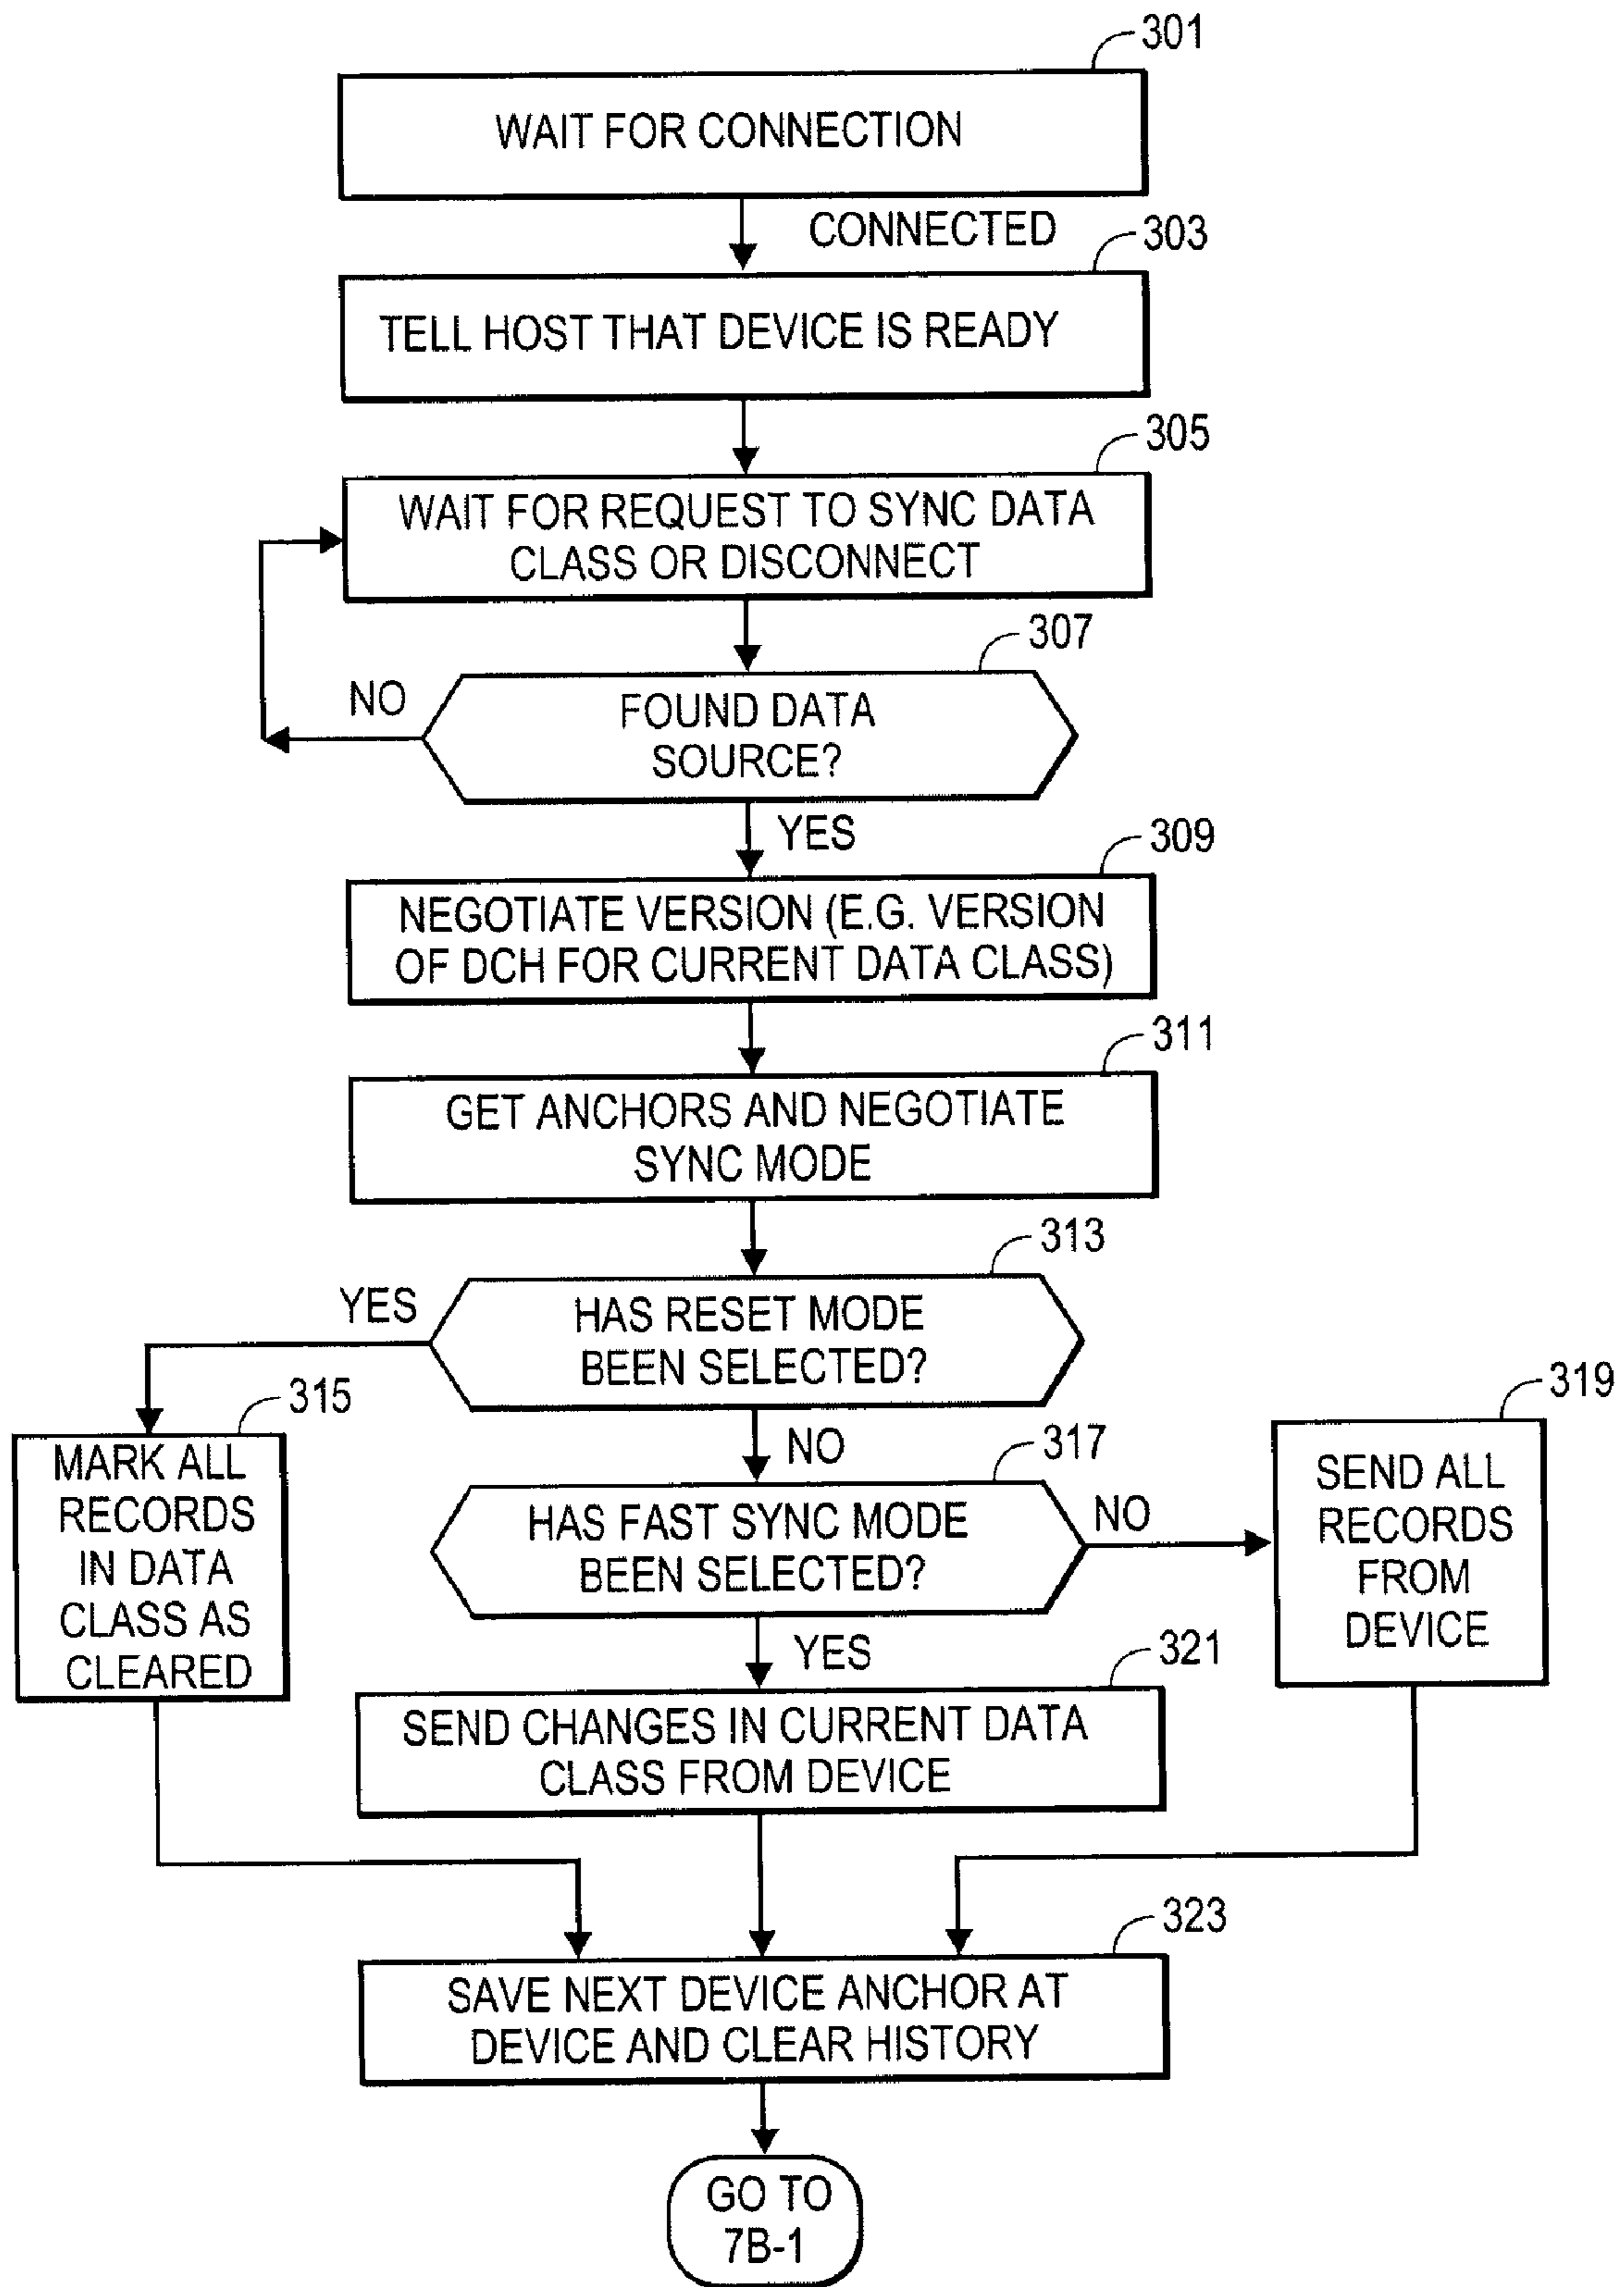 301
WAIT FOR CONNECTION
CONNECTED
303
TELL HOST THAT DEVICE IS READY
305
WAIT FOR REQUEST TO SYNC DATA
CLASS OR DISCONNECT
307
NO
FOUND DATA
SOURCE?
YES
309
NEGOTIATE VERSION (E.G. VERSION
OF DCH FOR CURRENT DATA CLASS)
311
GET ANCHORS AND NEGOTIATE
SYNC MODE
313
YES
HAS RESET MODE
BEEN SELECTED?
315
MARK ALL
RECORDS
IN DATA
CLASS AS
CLEARED
NO
317
HAS FAST SYNC MODE
BEEN SELECTED?
NO
319
SEND ALL
RECORDS
FROM
DEVICE
YES
321
SEND CHANGES IN CURRENT DATA
CLASS FROM DEVICE
323
SAVE NEXT DEVICE ANCHOR AT
DEVICE AND CLEAR HISTORY
GO TO
7B-1